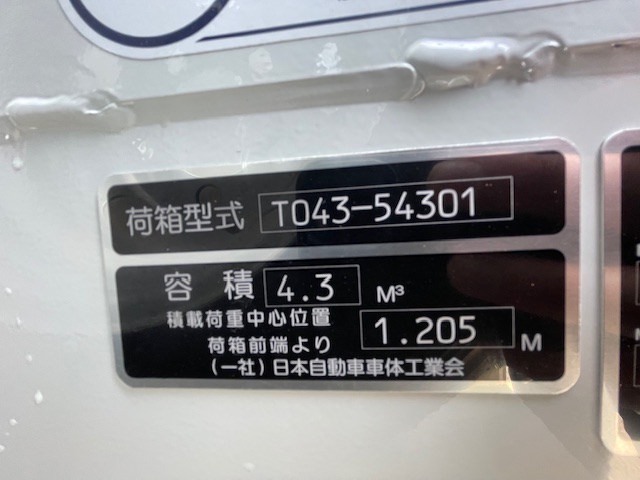 荷箱型式 T043-54301
容積 4.3 M³
積載荷重中心位置
荷箱前端より 1.205 M
(一社)日本自動車車体工業会